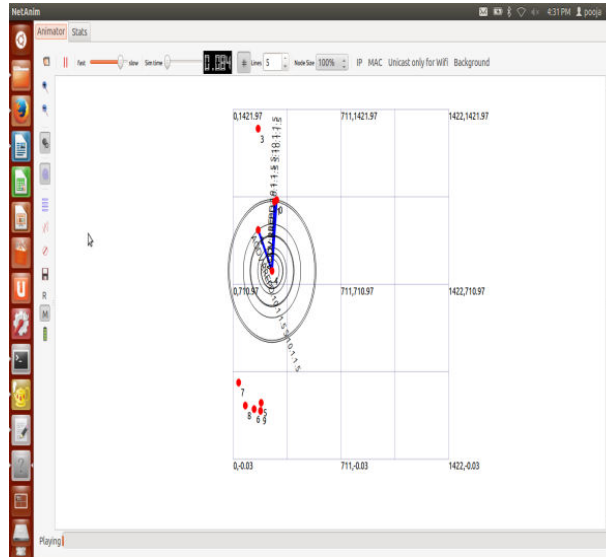 NetAnim
4:31 PM pooja
Animator Stats
fast slow Sim time 0.084 Lines 5 Node Size 100% IP MAC Unicast only for Wifi Background
R
M
0,1421.97 711,1421.97 1422,1421.97
3
0
0,710.97 711,710.97 1422,710.97
7
8 6 5
9
0,-0.03 711,-0.03 1422,-0.03
Playing